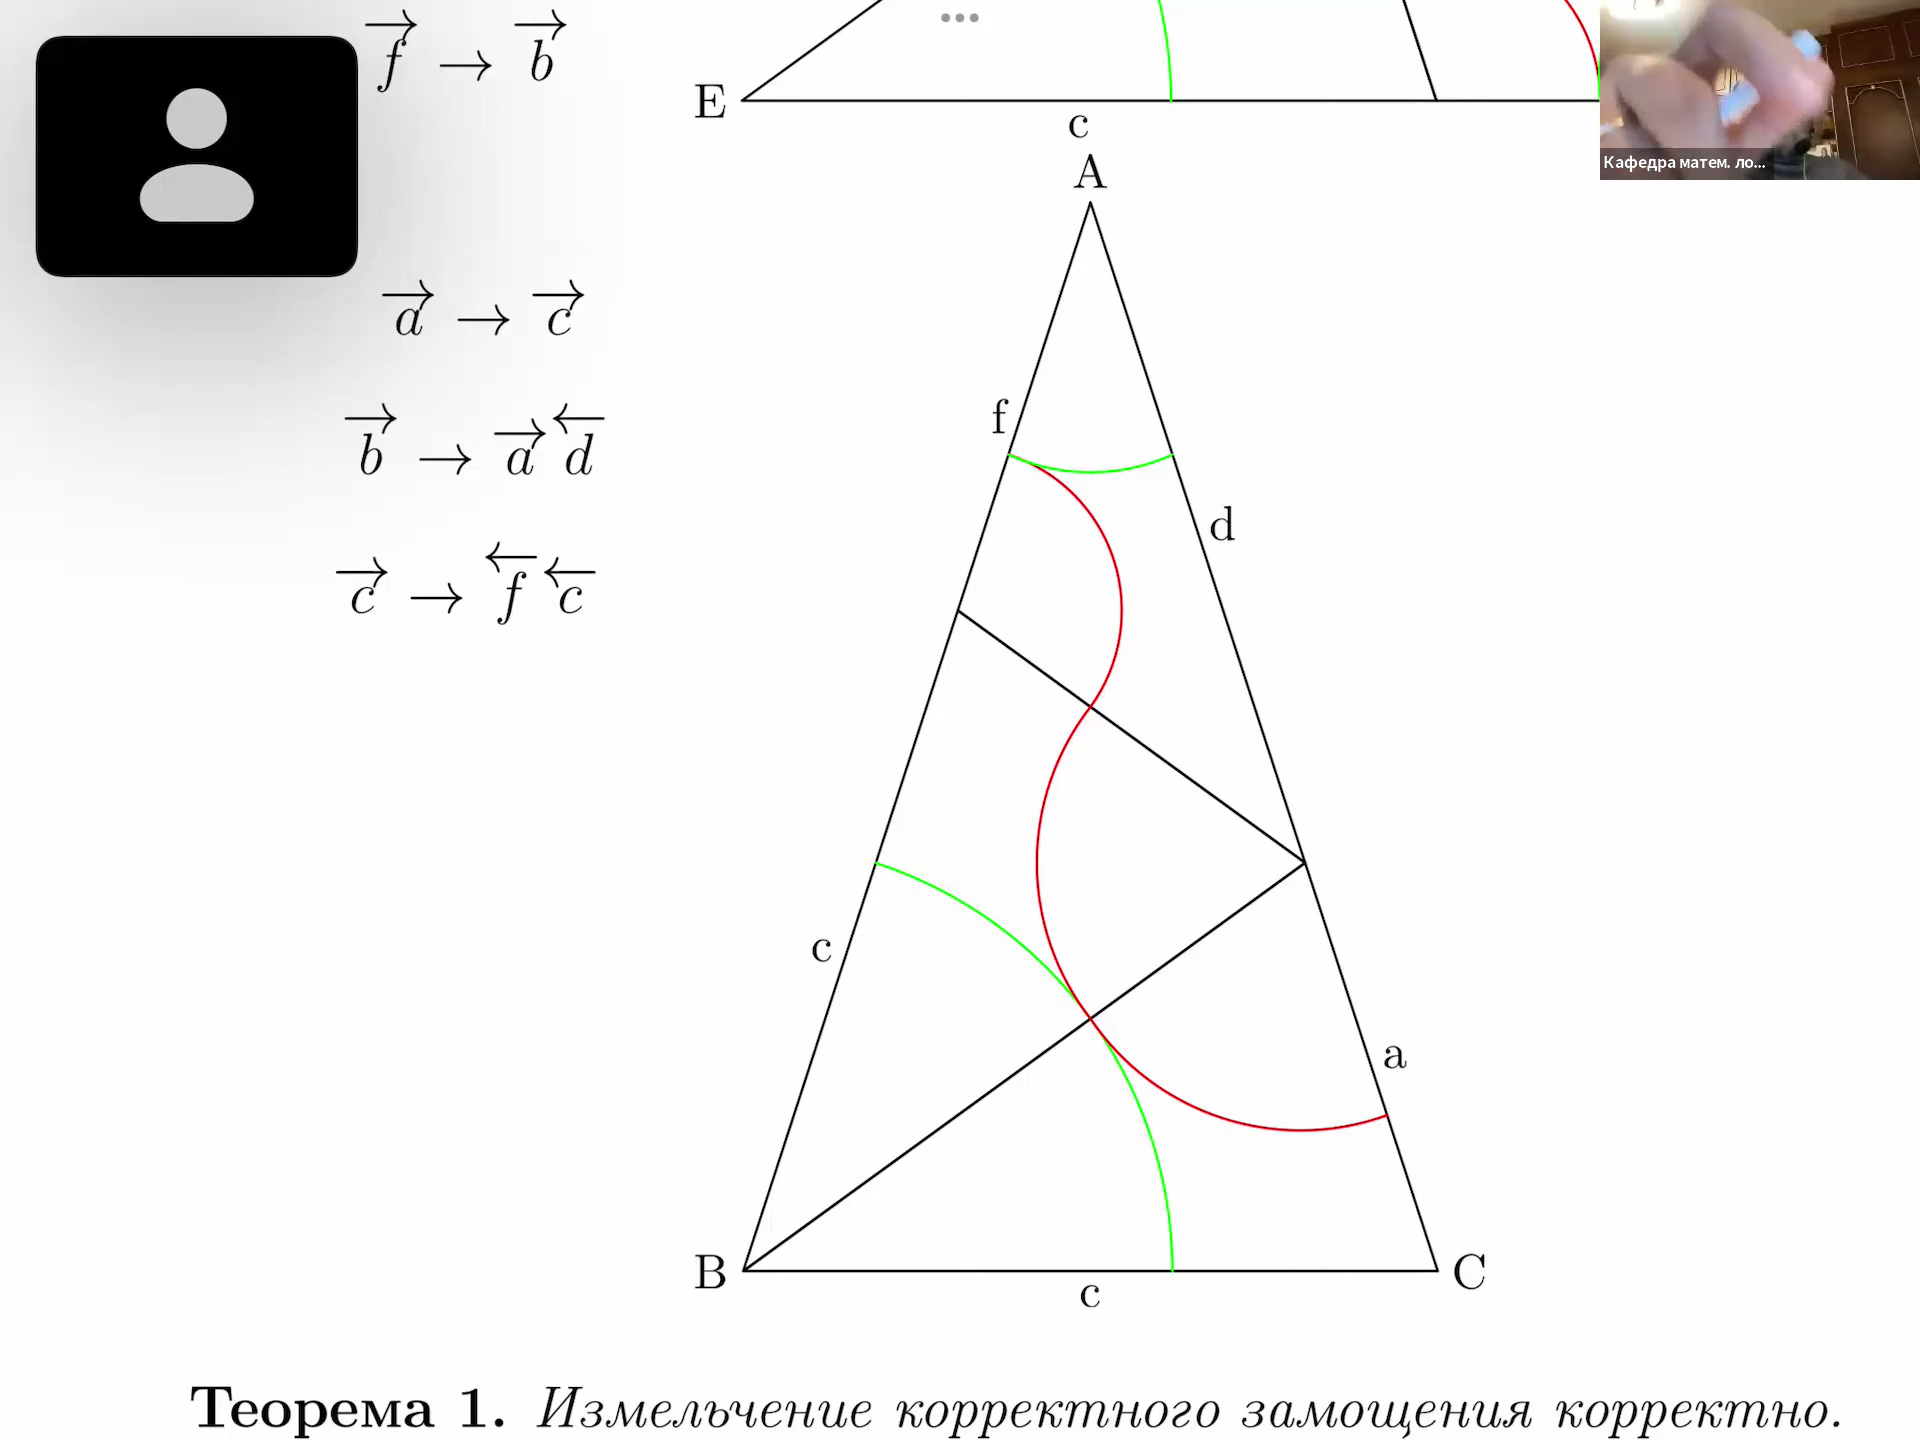 f → b
E
c
Кафедра матем. ло...
A
a → c
f
b → a d
d
c → f c
c
a
B
C
c
Теорема 1. Измельчение корректного замощения корректно.